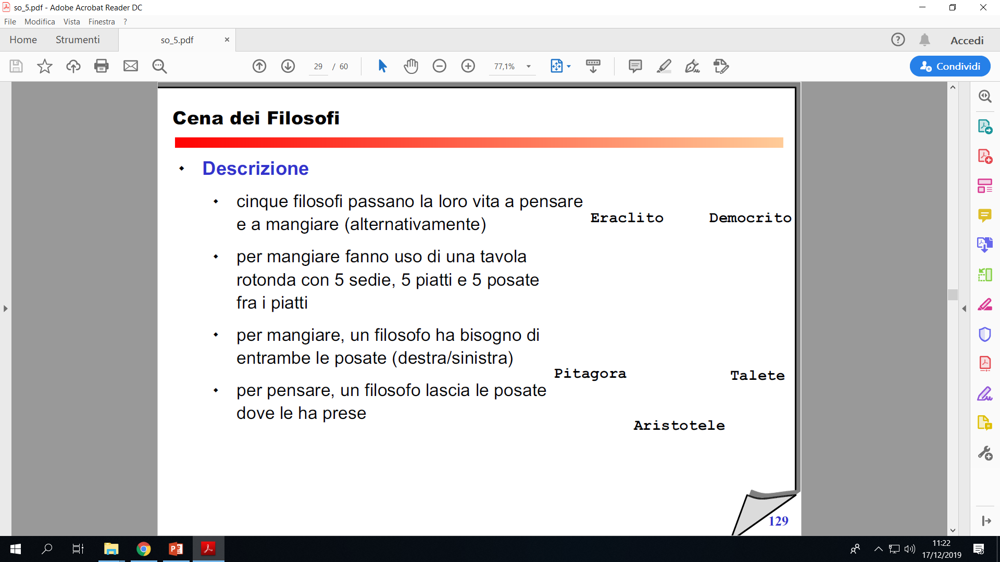 so_5.pdf - Adobe Acrobat Reader DC
File Modifica Vista Finestra ?
Home Strumenti so_5.pdf Accedi
29 / 60 77,1% Condividi
Cena dei Filosofi
Descrizione
cinque filosofi passano la loro vita a pensare
e a mangiare (alternativamente)
per mangiare fanno uso di una tavola
rotonda con 5 sedie, 5 piatti e 5 posate
fra i piatti
per mangiare, un filosofo ha bisogno di
entrambe le posate (destra/sinistra)
per pensare, un filosofo lascia le posate
dove le ha prese
Eraclito Democrito
Pitagora Talete
Aristotele
129
11:22
17/12/2019